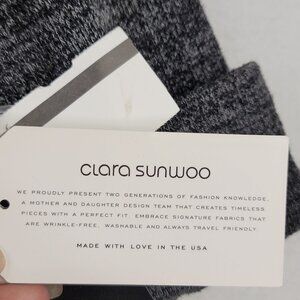 clara sunwoo
WE PROUDLY PRESENT TWO GENERATIONS OF FASHION KNOWLEDGE.
A MOTHER AND DAUGHTER DESIGN TEAM THAT CREATES TIMELESS
PIECES WITH A PERFECT FIT. EMBRACE SIGNATURE FABRICS THAT
ARE WRINKLE-FREE, WASHABLE AND ALWAYS TRAVEL FRIENDLY.
MADE WITH LOVE IN THE USA